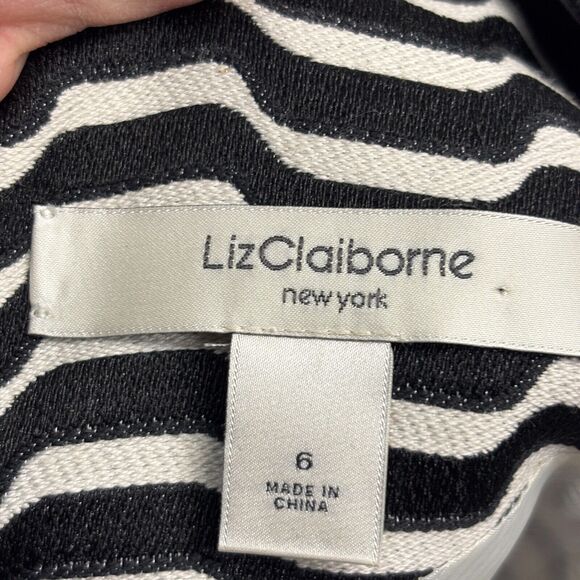 LizClaiborne
new york
6
MADE IN
CHINA